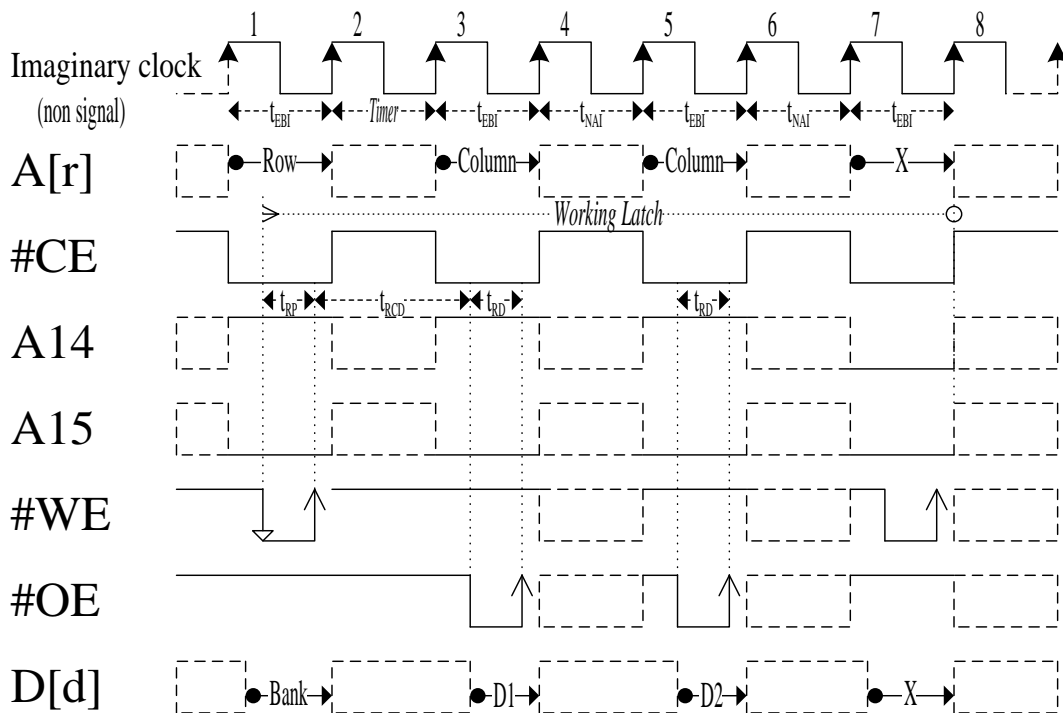 1 2 3 4 5 6 7 8
Imaginary clock
(non signal)
tEBI Timer tEBI tNAI tEBI tNAI tEBI
A[r] Row Column Column X
Working Latch
#CE
tRP tRCD tRD tRD
A14
A15
#WE
#OE
D[d] Bank D1 D2 X